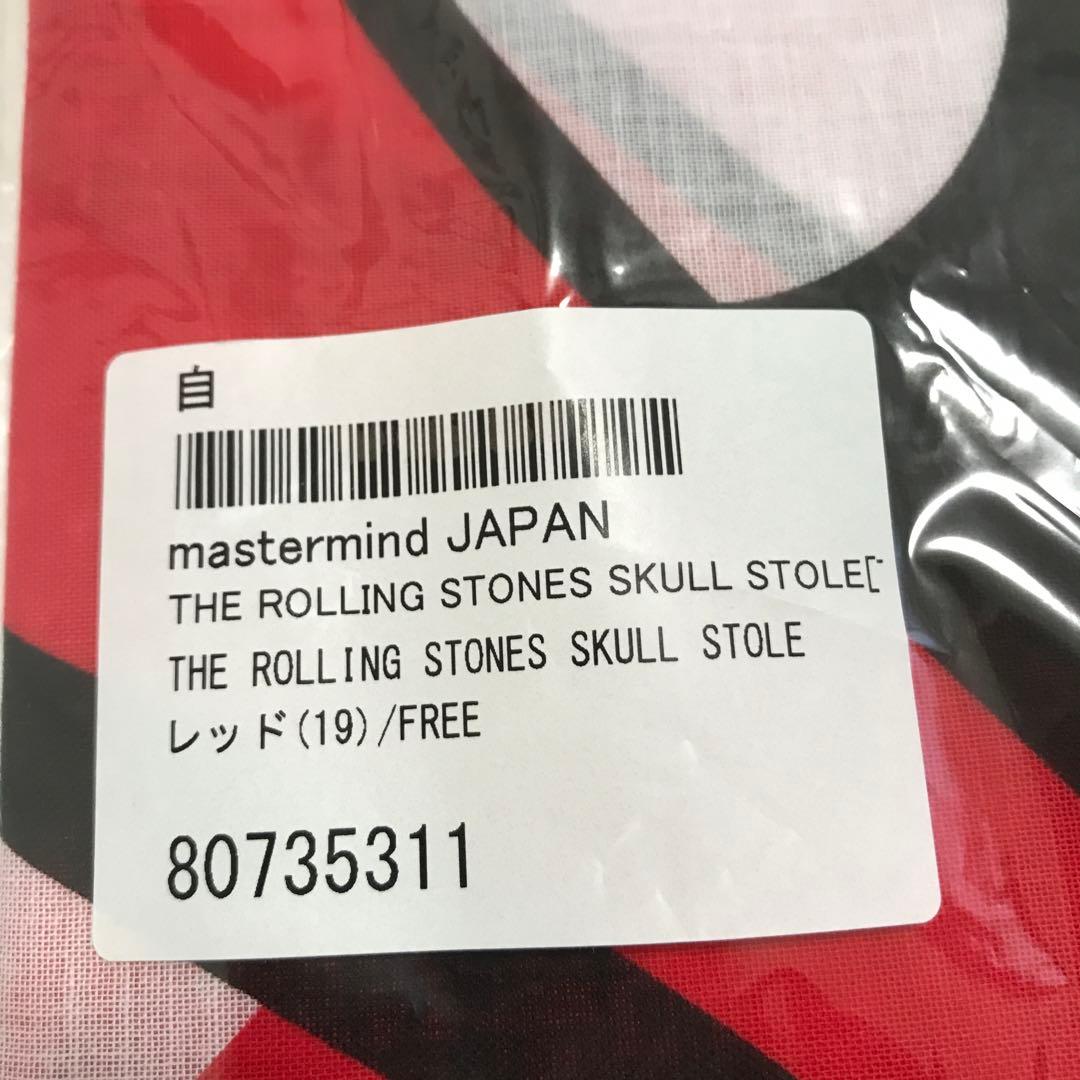 自
mastermind JAPAN
THE ROLLING STONES SKULL STOLE[
THE ROLLING STONES SKULL STOLE
レッド(19)/FREE
80735311